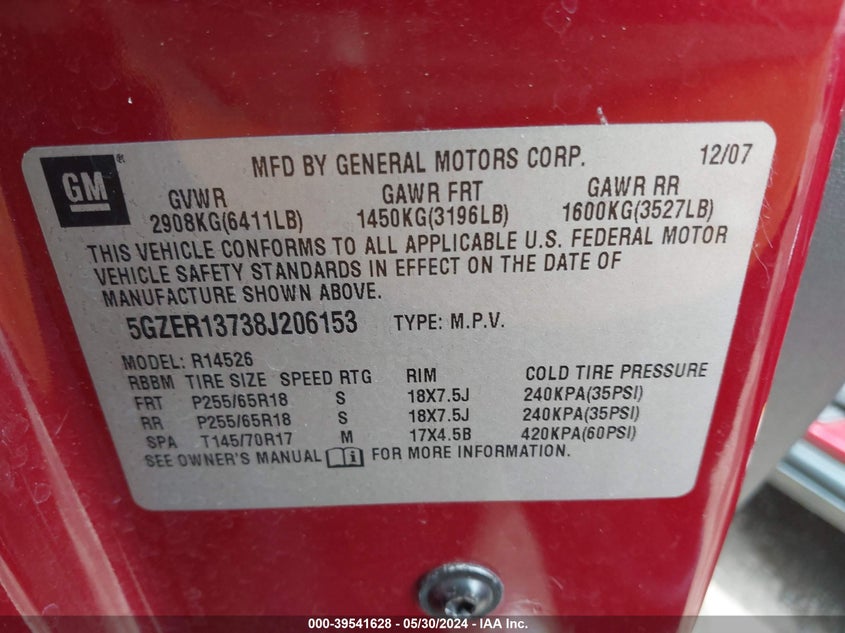 GM ®
MFD BY GENERAL MOTORS CORP. 12/07
GVWR GAWR FRT GAWR RR
2908KG(6411LB) 1450KG(3196LB) 1600KG(3527LB)
THIS VEHICLE CONFORMS TO ALL APPLICABLE U.S. FEDERAL MOTOR
VEHICLE SAFETY STANDARDS IN EFFECT ON THE DATE OF
MANUFACTURE SHOWN ABOVE.
5GZER13738J206153 TYPE: M.P.V.
MODEL: R14526
RBBM TIRE SIZE SPEED RTG RIM COLD TIRE PRESSURE
FRT P255/65R18 S 18X7.5J 240KPA(35PSI)
RR P255/65R18 S 18X7.5J 240KPA(35PSI)
SPA T145/70R17 M 17X4.5B 420KPA(60PSI)
SEE OWNER'S MANUAL FOR MORE INFORMATION.
000-39541628 - 05/30/2024 - IAA Inc.